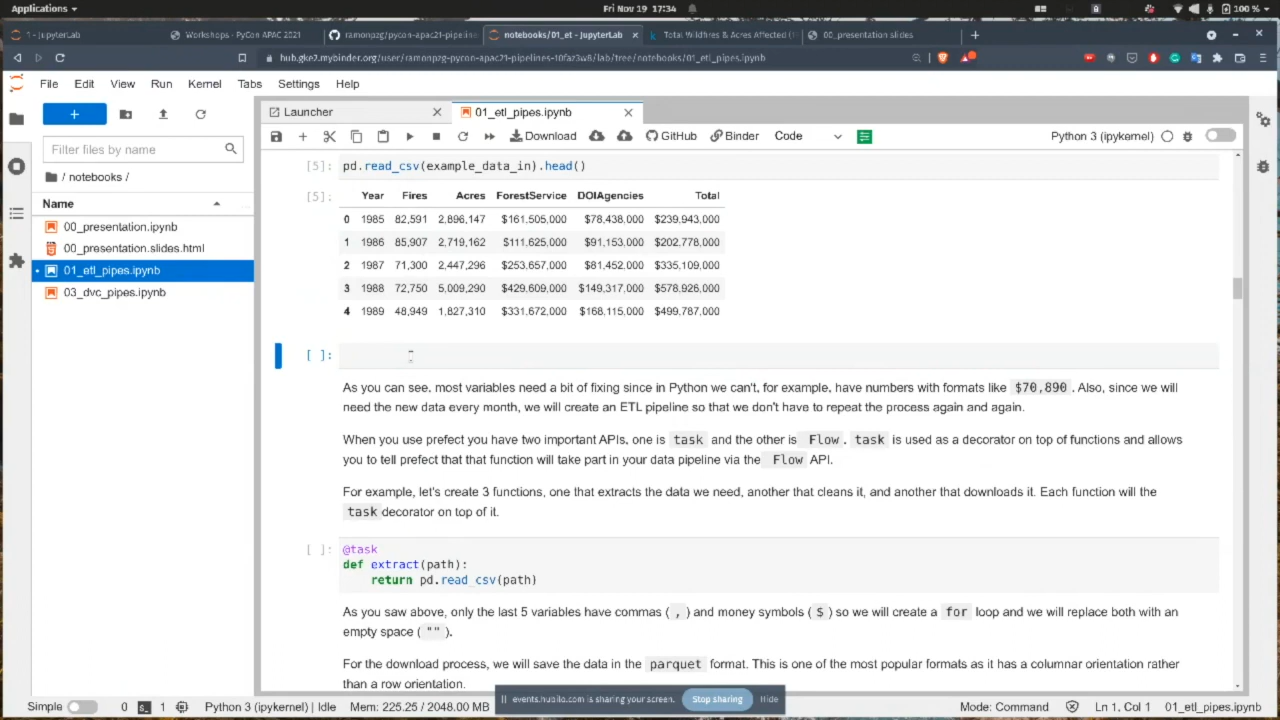 Applications
Fri Nov 19 17:34
100 %
1 - JupyterLab
Workshops - PyCon APAC 2021
ramonpzg/pycon-apac21-pipeline
notebooks/01_et - JupyterLab
Total Wildfires & Acres Affected (1
00_presentation slides
hub.gke2.mybinder.org/user/ramonpzg-pycon-apac21-pipelines-10faz3w8/lab/tree/notebooks/01_etl_pipes.ipynb
File Edit View Run Kernel Tabs Settings Help
Launcher
01_etl_pipes.ipynb
Download
GitHub
Binder
Code
Python 3 (ipykernel)
Filter files by name
/ notebooks /
Name
00_presentation.ipynb
00_presentation.slides.html
01_etl_pipes.ipynb
03_dvc_pipes.ipynb
[5]: pd.read_csv(example_data_in).head()
[5]: Year Fires Acres ForestService DOIAgencies Total
0 1985 82,591 2,896,147 $161,505,000 $78,438,000 $239,943,000
1 1986 85,907 2,719,162 $111,625,000 $91,153,000 $202,778,000
2 1987 71,300 2,447,296 $253,657,000 $81,452,000 $335,109,000
3 1988 72,750 5,009,290 $429,609,000 $149,317,000 $578,926,000
4 1989 48,949 1,827,310 $331,672,000 $168,115,000 $499,787,000
[ ]:
As you can see, most variables need a bit of fixing since in Python we can't, for example, have numbers with formats like $70,890. Also, since we will
need the new data every month, we will create an ETL pipeline so that we don't have to repeat the process again and again.
When you use prefect you have two important APIs, one is task and the other is Flow. task is used as a decorator on top of functions and allows
you to tell prefect that that function will take part in your data pipeline via the Flow API.
For example, let's create 3 functions, one that extracts the data we need, another that cleans it, and another that downloads it. Each function will the
task decorator on top of it.
[ ]: @task
def extract(path):
return pd.read_csv(path)
As you saw above, only the last 5 variables have commas ( , ) and money symbols ( $ ) so we will create a for loop and we will replace both with an
empty space ( "" ).
For the download process, we will save the data in the parquet format. This is one of the most popular formats as it has a columnar orientation rather
than a row orientation.
events.hubilo.com is sharing your screen. Stop sharing Hide
Simple 0 1 Python 3 (ipykernel) | Idle Mem: 225.25 / 2048.00 MB
Mode: Command Ln 1, Col 1 01_etl_pipes.ipynb